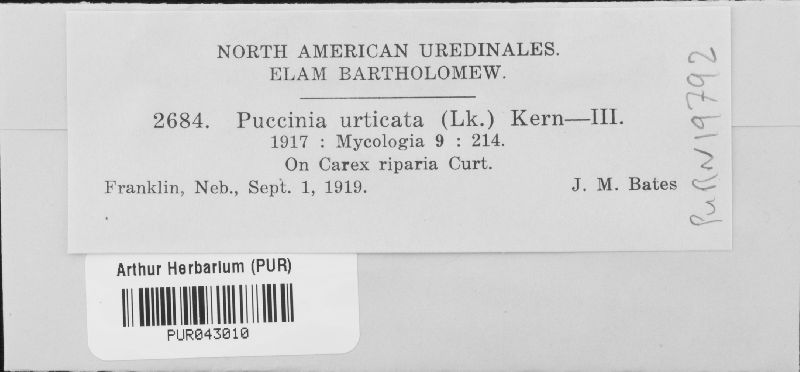 NORTH AMERICAN UREDINALES.
ELAM BARTHOLOMEW.
2684. Puccinia urticata (Lk.) Kern—III.
1917 : Mycologia 9 : 214.
On Carex riparia Curt.
Franklin, Neb., Sept. 1, 1919. J. M. Bates
PURN19792
Arthur Herbarium (PUR)
PUR043010